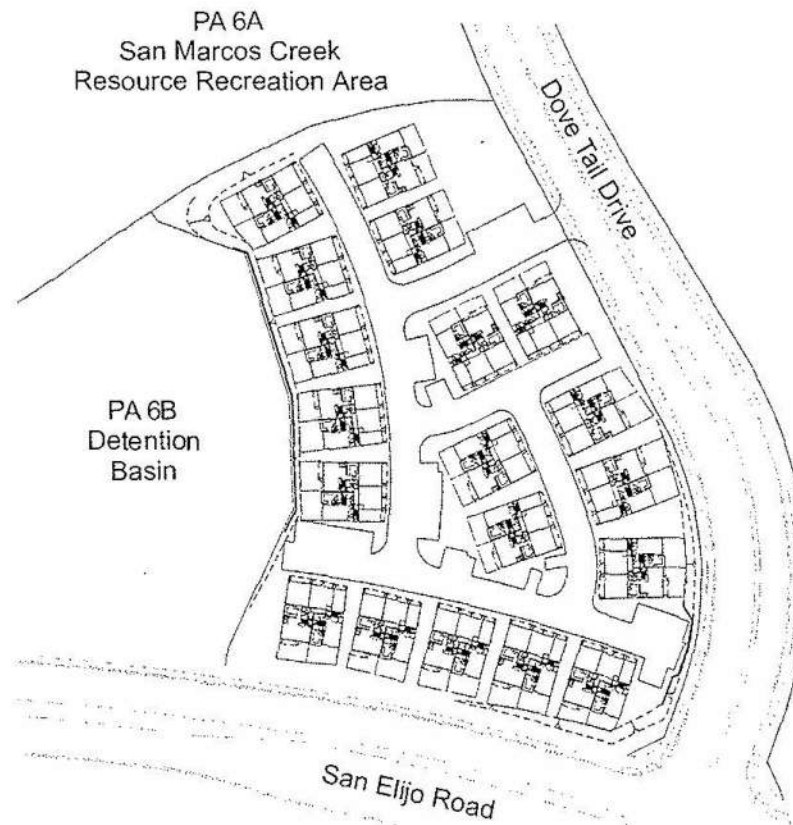 PA 6A
San Marcos Creek
Resource Recreation Area
Dove Tail Drive
PA 6B
Detention
Basin
San Elijo Road